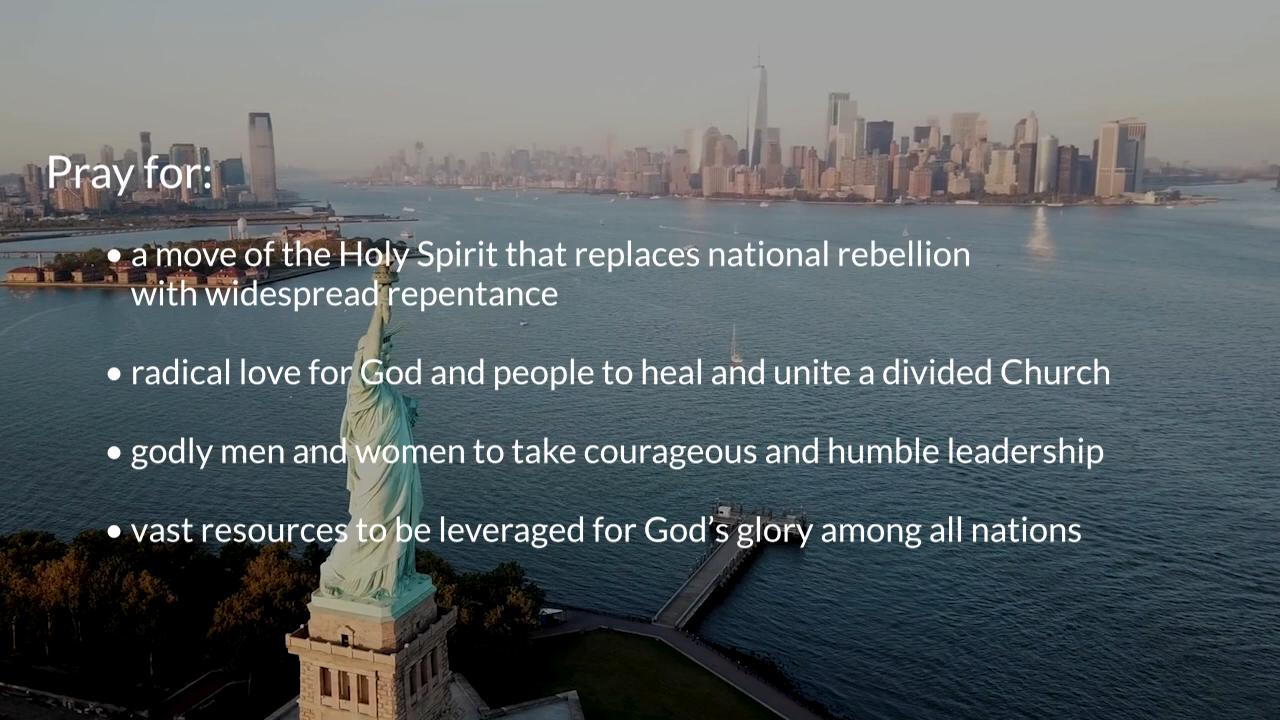 Pray for:
• a move of the Holy Spirit that replaces national rebellion
with widespread repentance
• radical love for God and people to heal and unite a divided Church
• godly men and women to take courageous and humble leadership
• vast resources to be leveraged for God’s glory among all nations